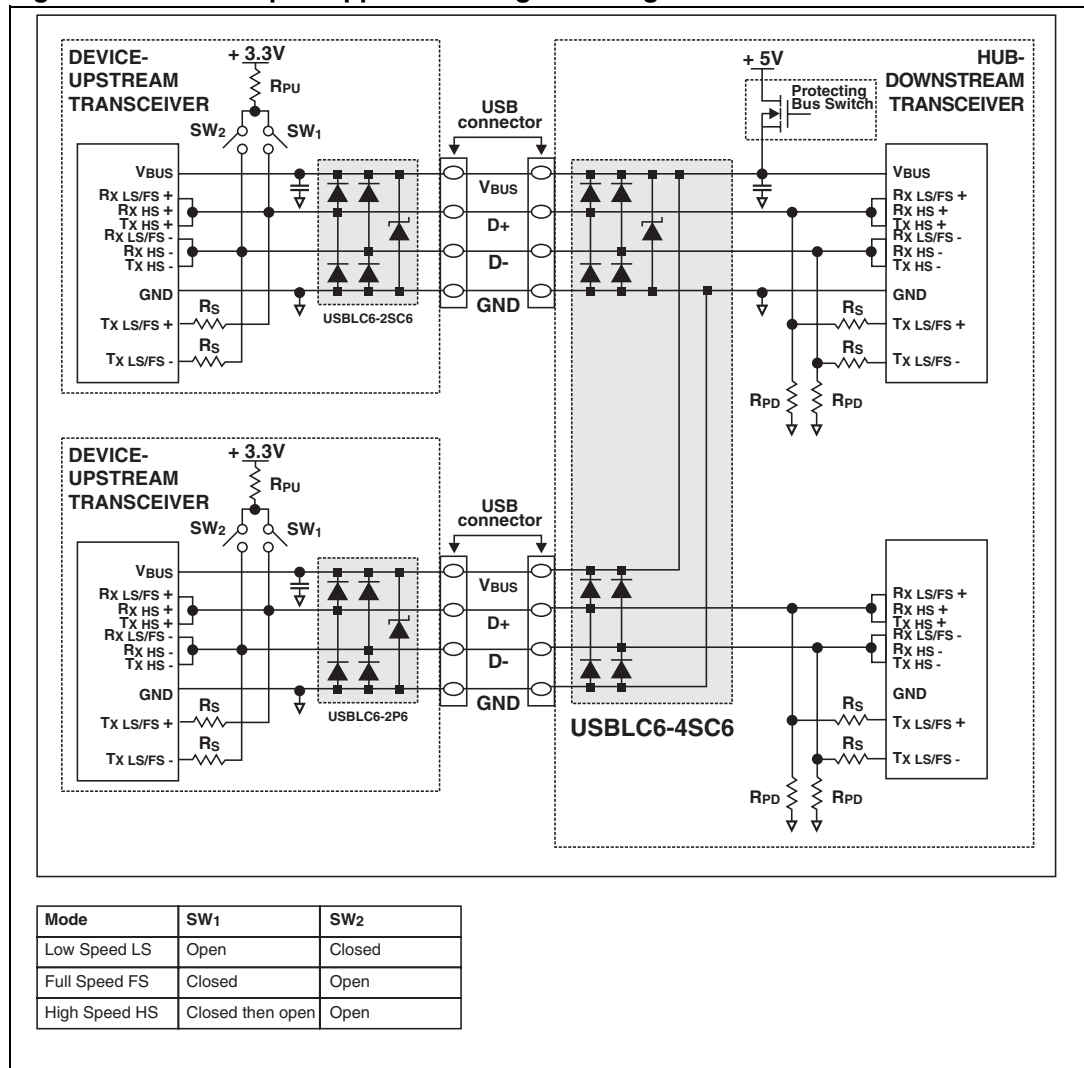 DEVICE-
UPSTREAM
TRANSCEIVER
+ 3.3V
RPU
SW2
SW1
VBUS
RX LS/FS +
RX HS +
TX HS +
RX LS/FS -
RX HS -
TX HS -
GND
TX LS/FS +
TX LS/FS -
RS
RS
USBLC6-2SC6
USB
connector
VBUS
D+
D-
GND
+ 5V
Protecting
Bus Switch
HUB-
DOWNSTREAM
TRANSCEIVER
VBUS
RX LS/FS +
RX HS +
TX HS +
RX LS/FS -
RX HS -
TX HS -
GND
TX LS/FS +
TX LS/FS -
RS
RS
RPD
RPD
DEVICE-
UPSTREAM
TRANSCEIVER
+ 3.3V
RPU
SW2
SW1
VBUS
RX LS/FS +
RX HS +
TX HS +
RX LS/FS -
RX HS -
TX HS -
GND
TX LS/FS +
TX LS/FS -
RS
RS
USBLC6-2P6
USB
connector
VBUS
D+
D-
GND
USBLC6-4SC6
RX LS/FS +
RX HS +
TX HS +
RX LS/FS -
RX HS -
TX HS -
GND
TX LS/FS +
TX LS/FS -
RS
RS
RPD
RPD
Mode SW1 SW2
Low Speed LS Open Closed
Full Speed FS Closed Open
High Speed HS Closed then open Open